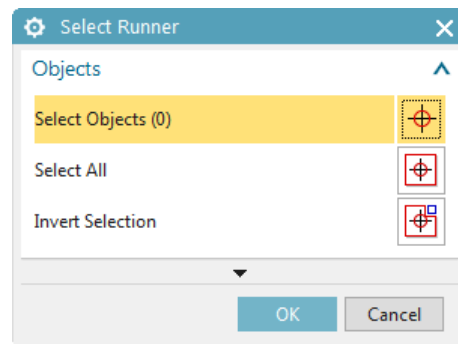 Select Runner
Objects
Select Objects (0)
Select All
Invert Selection
OK
Cancel